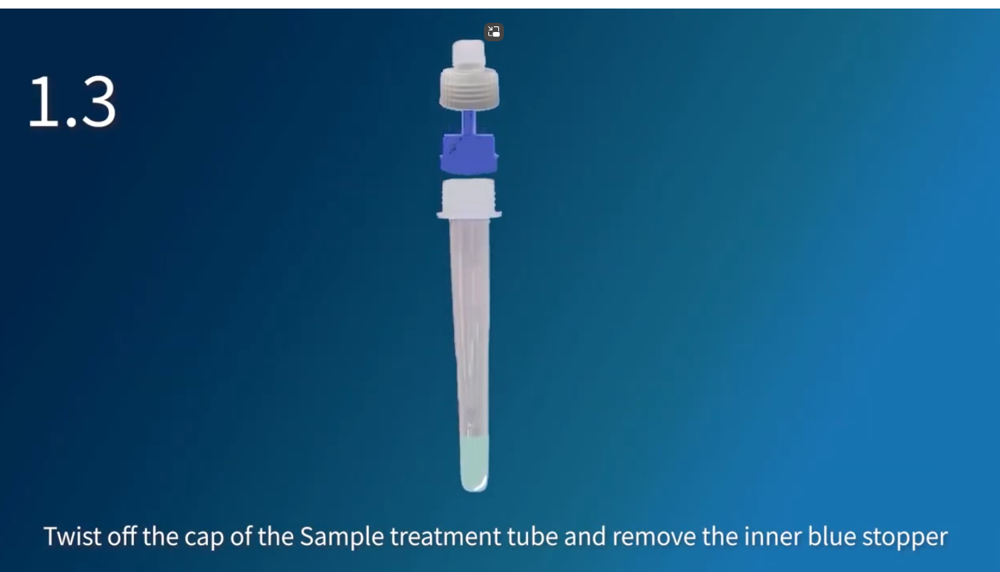 1.3
Twist off the cap of the Sample treatment tube and remove the inner blue stopper